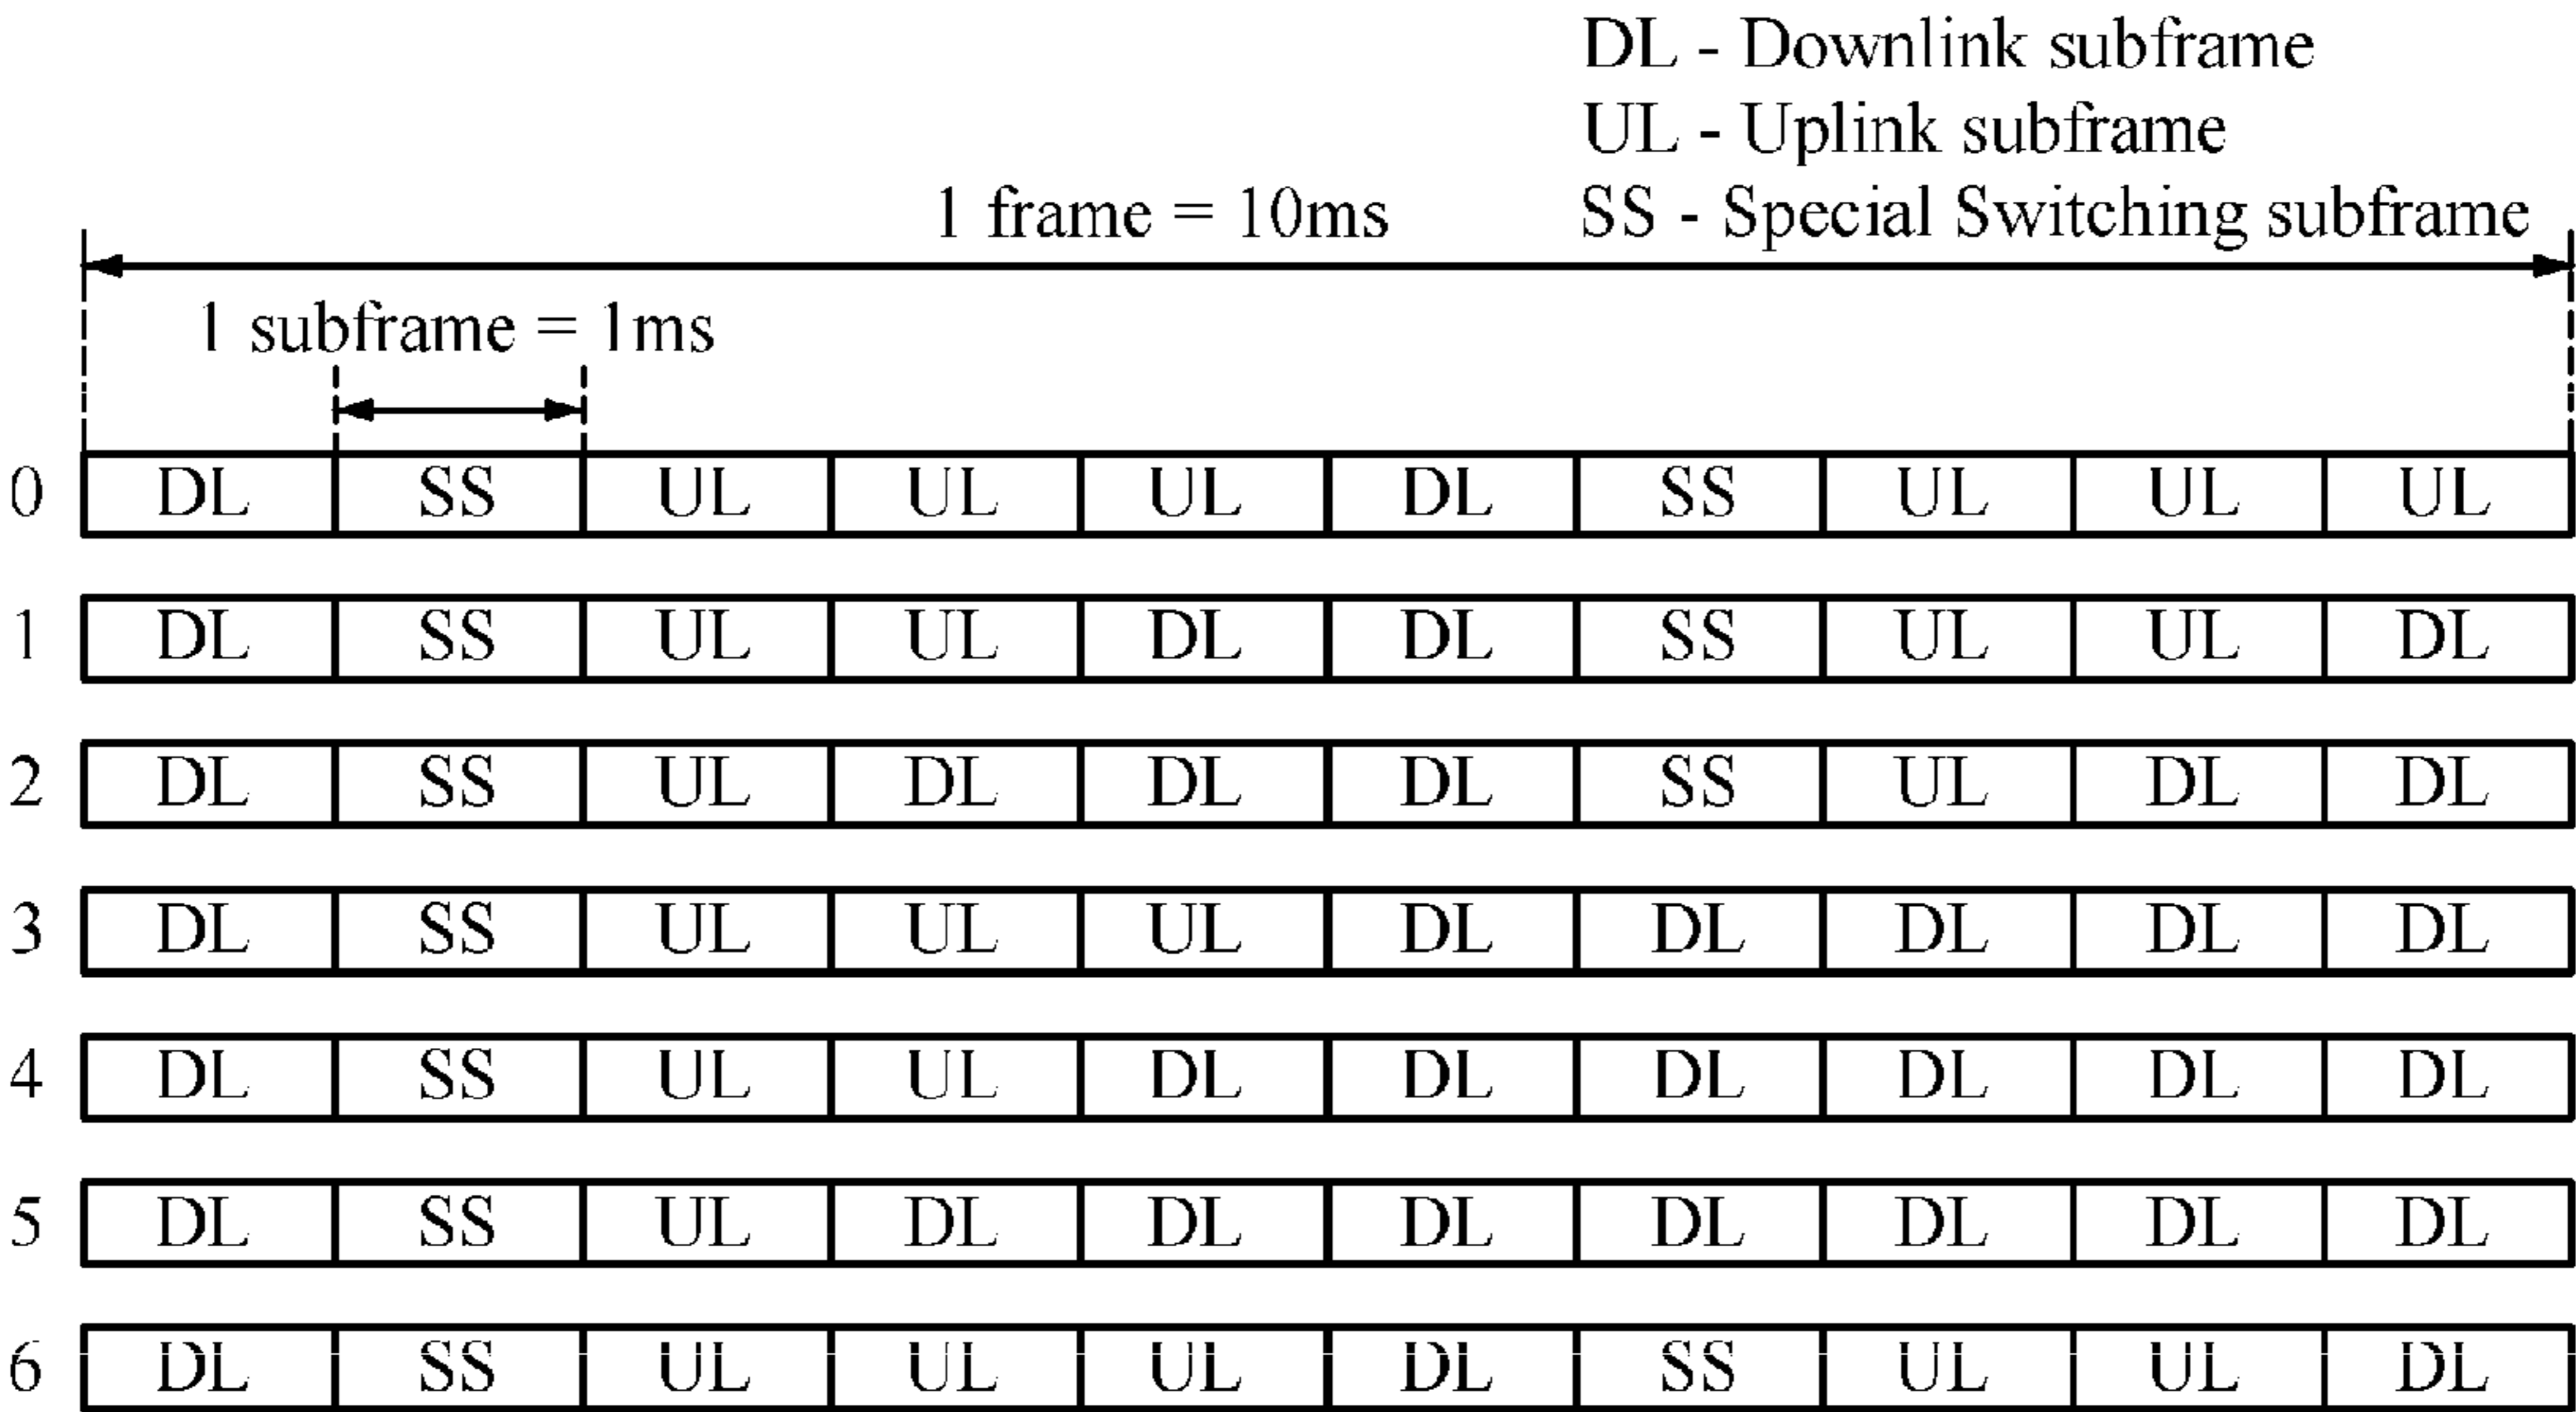 DL - Downlink subframe
UL - Uplink subframe
SS - Special Switching subframe
1 frame = 10ms
1 subframe = 1ms
0 DL SS UL UL UL DL SS UL UL UL
1 DL SS UL UL DL DL SS UL UL DL
2 DL SS UL DL DL DL SS UL DL DL
3 DL SS UL UL UL DL DL DL DL DL
4 DL SS UL UL DL DL DL DL DL DL
5 DL SS UL DL DL DL DL DL DL DL
6 DL SS UL UL UL DL SS UL UL DL